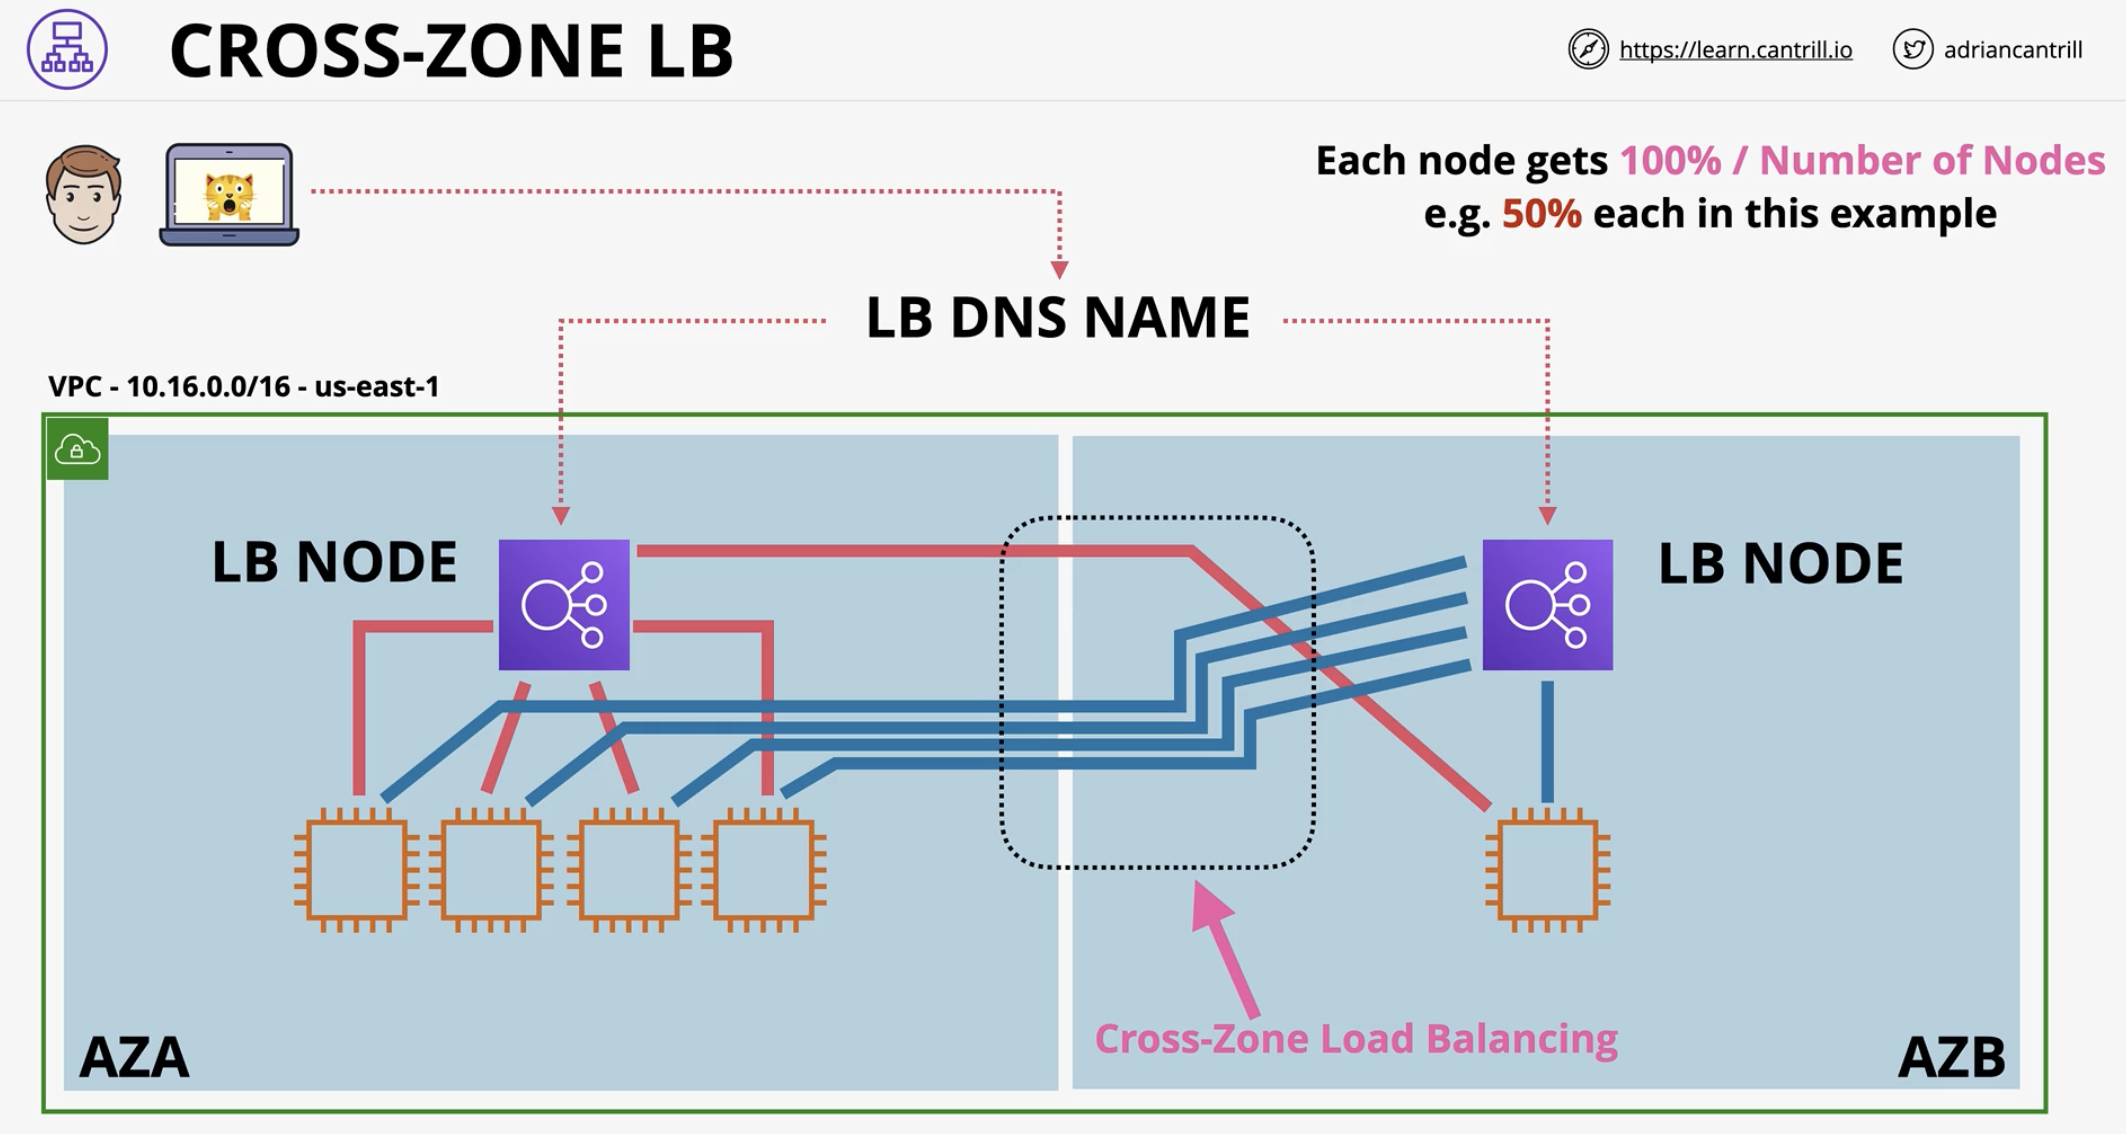 CROSS-ZONE LB
https://learn.cantrill.io
adriancantrill
Each node gets 100% / Number of Nodes
e.g. 50% each in this example
LB DNS NAME
VPC - 10.16.0.0/16 - us-east-1
LB NODE
LB NODE
Cross-Zone Load Balancing
AZA
AZB